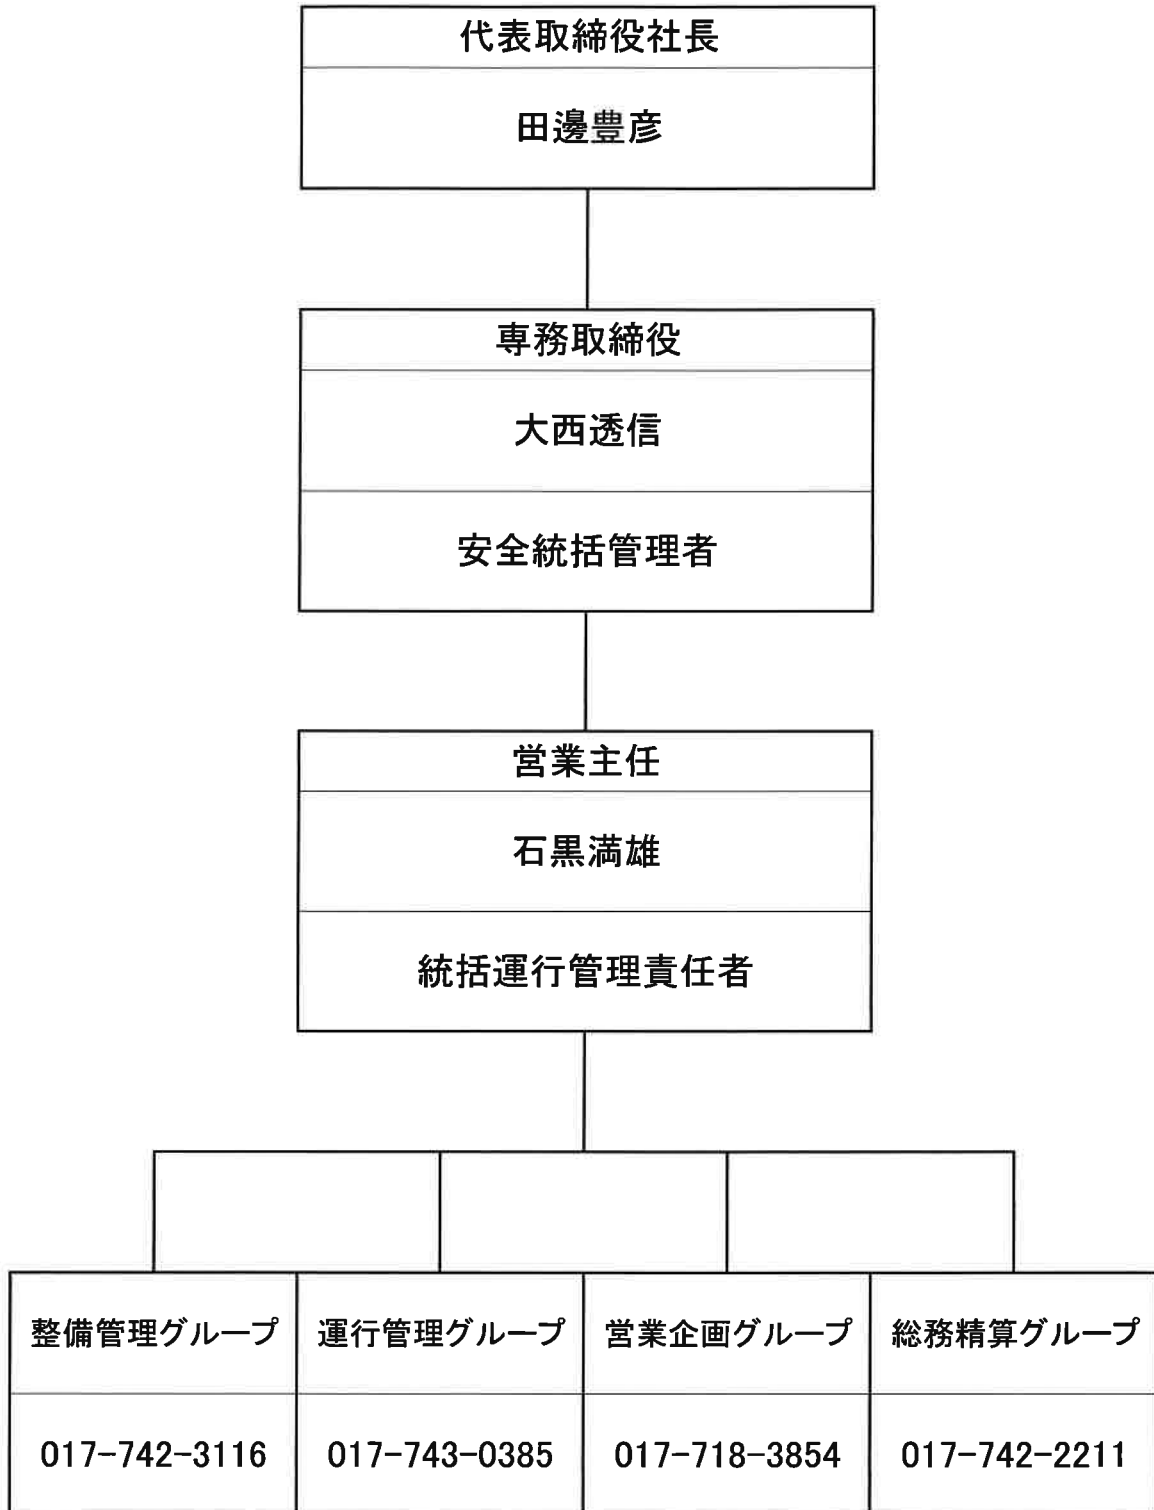 代表取締役社長
田邊豊彦
専務取締役
大西透信
安全統括管理者
営業主任
石黒満雄
統括運行管理責任者
整備管理グループ 運行管理グループ 営業企画グループ 総務精算グループ
017-742-3116 017-743-0385 017-718-3854 017-742-2211